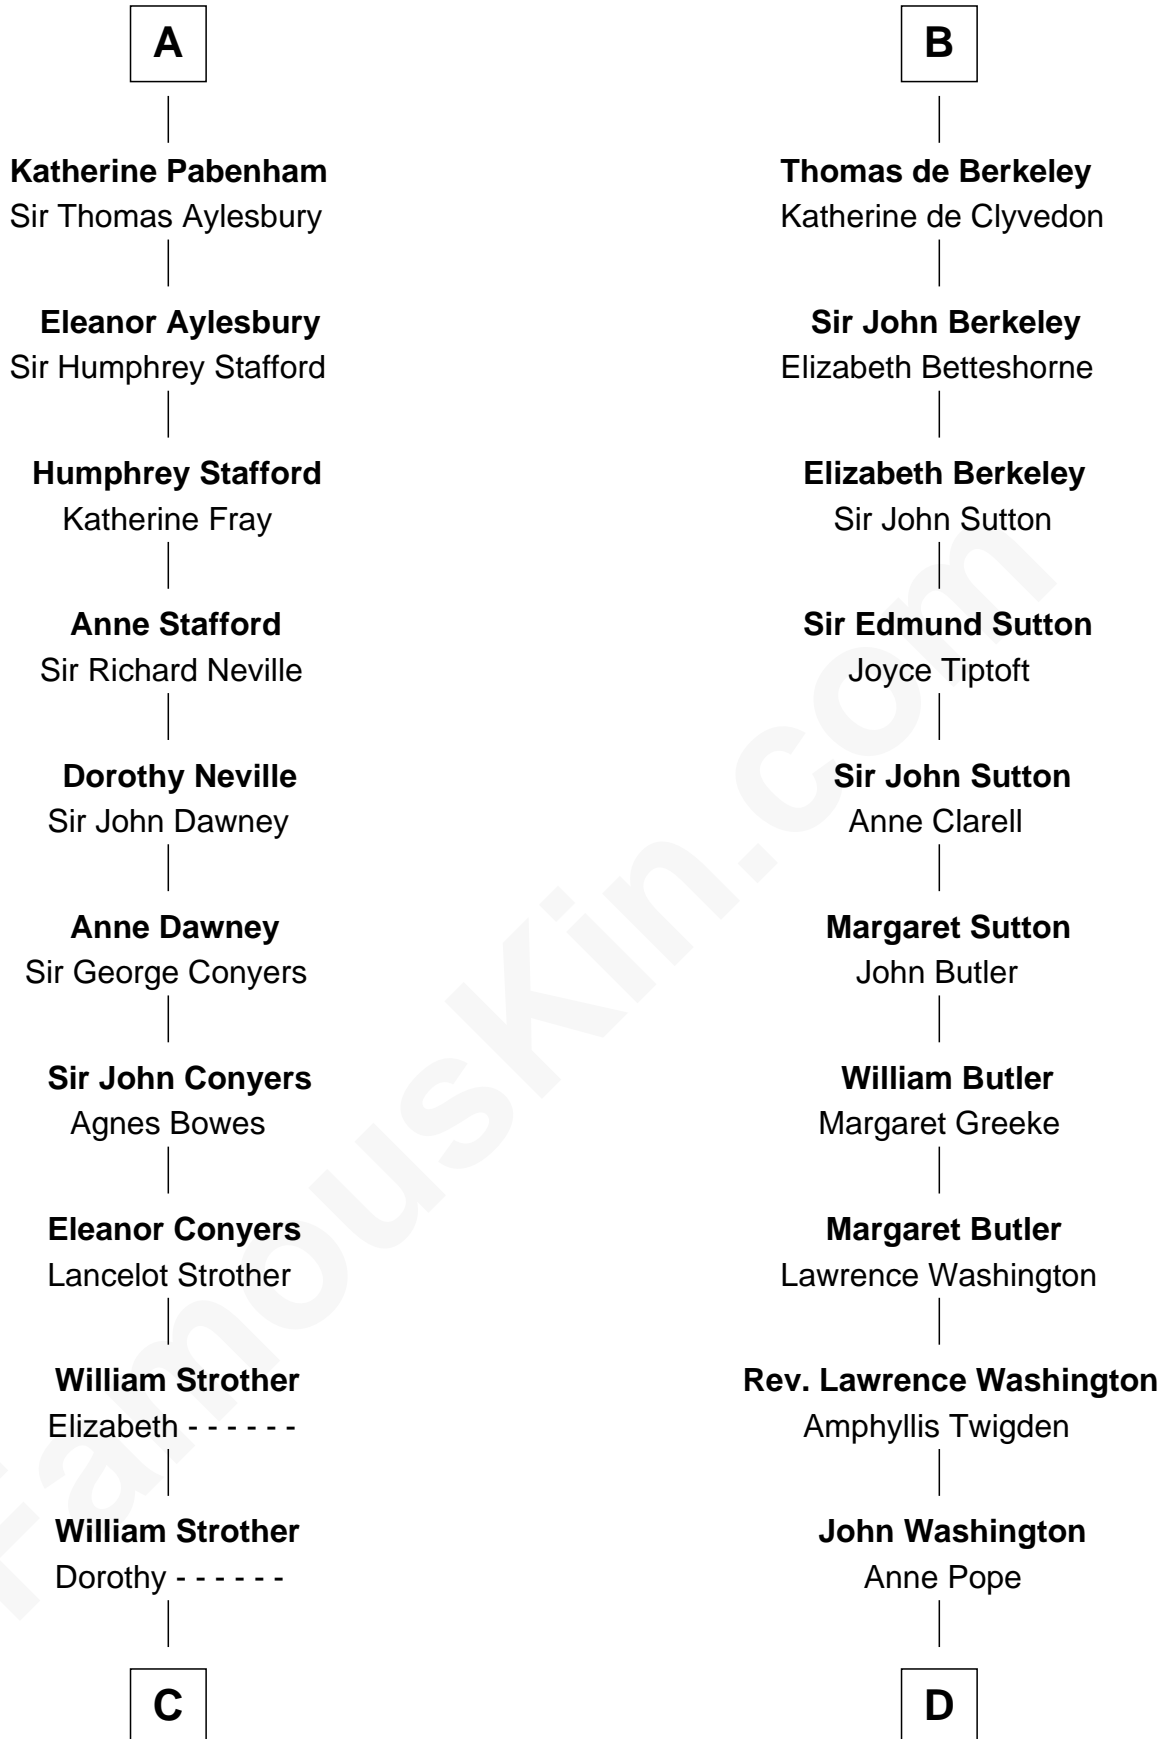 A
Katherine Pabenham
Sir Thomas Aylesbury
Eleanor Aylesbury
Sir Humphrey Stafford
Humphrey Stafford
Katherine Fray
Anne Stafford
Sir Richard Neville
Dorothy Neville
Sir John Dawney
Anne Dawney
Sir George Conyers
Sir John Conyers
Agnes Bowes
Eleanor Conyers
Lancelot Strother
William Strother
Elizabeth - - - - - -
William Strother
Dorothy - - - - - -
C
B
Thomas de Berkeley
Katherine de Clyvedon
Sir John Berkeley
Elizabeth Betteshorne
Elizabeth Berkeley
Sir John Sutton
Sir Edmund Sutton
Joyce Tiptoft
Sir John Sutton
Anne Clarell
Margaret Sutton
John Butler
William Butler
Margaret Greeke
Margaret Butler
Lawrence Washington
Rev. Lawrence Washington
Amphyllis Twigden
John Washington
Anne Pope
D
FamousKin.com